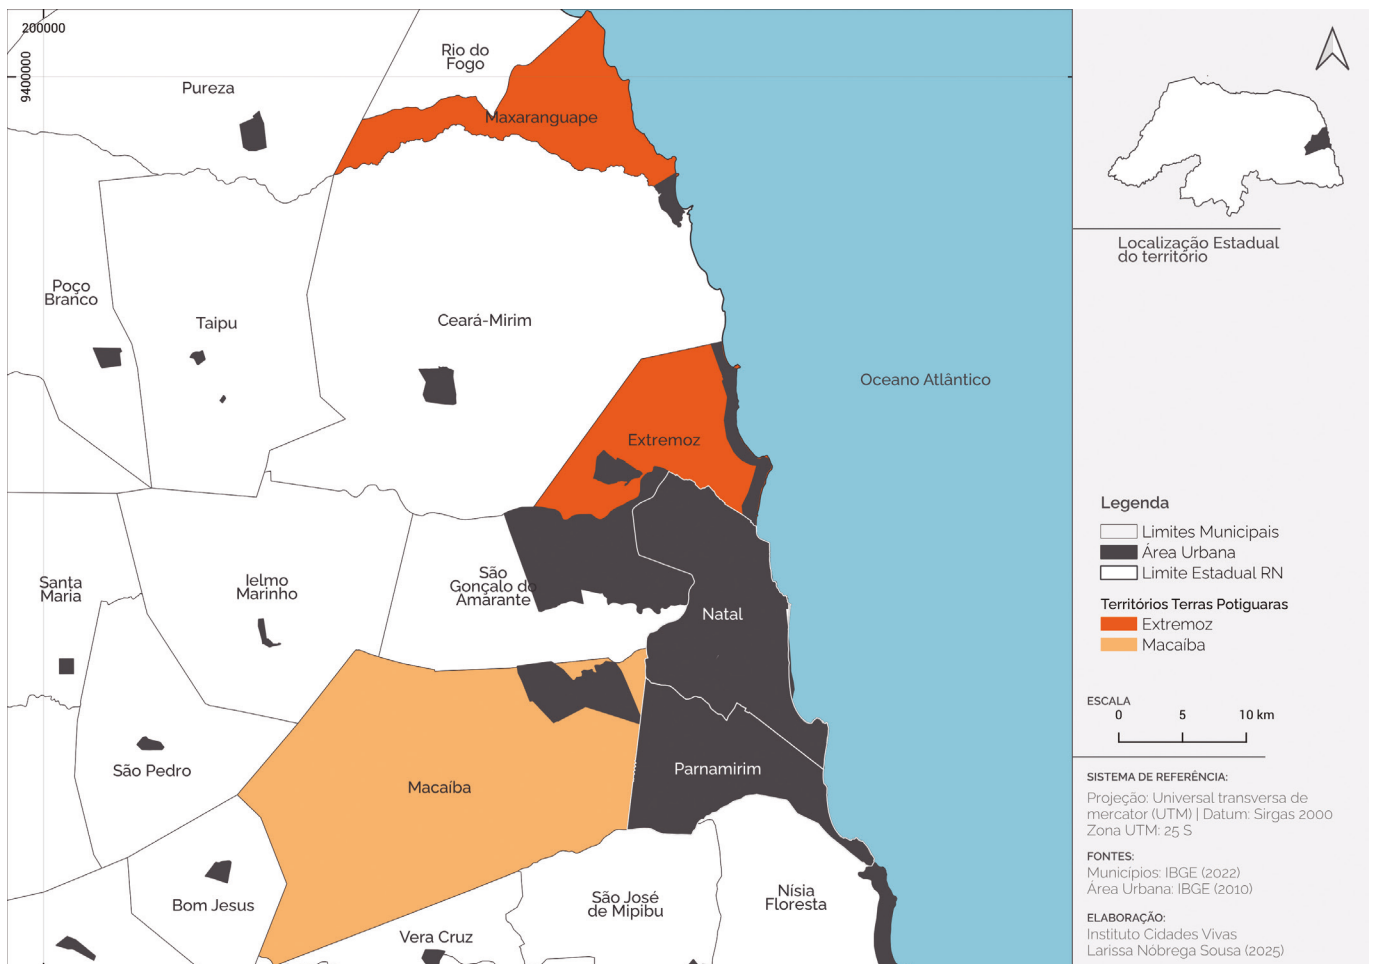 200000
9400000
Rio do
Fogo
Pureza
Maxaranguape
Poço
Branco
Taipu
Ceará-Mirim
Oceano Atlântico
Extremoz
Santa
Maria
Ielmo
Marinho
São
Gonçalo do
Amarante
Natal
São Pedro
Macaíba
Parnamirim
Bom Jesus
Vera Cruz
São José
de Mipibu
Nísia
Floresta
Localização Estadual
do território
Legenda
Limites Municipais
Área Urbana
Limite Estadual RN
Territórios Terras Potiguaras
Extremoz
Macaíba
ESCALA
0 5 10 km
SISTEMA DE REFERÊNCIA:
Projeção: Universal transversa de
mercator (UTM) | Datum: Sirgas 2000
Zona UTM: 25 S
FONTES:
Municípios: IBGE (2022)
Área Urbana: IBGE (2010)
ELABORAÇÃO:
Instituto Cidades Vivas
Larissa Nóbrega Sousa (2025)